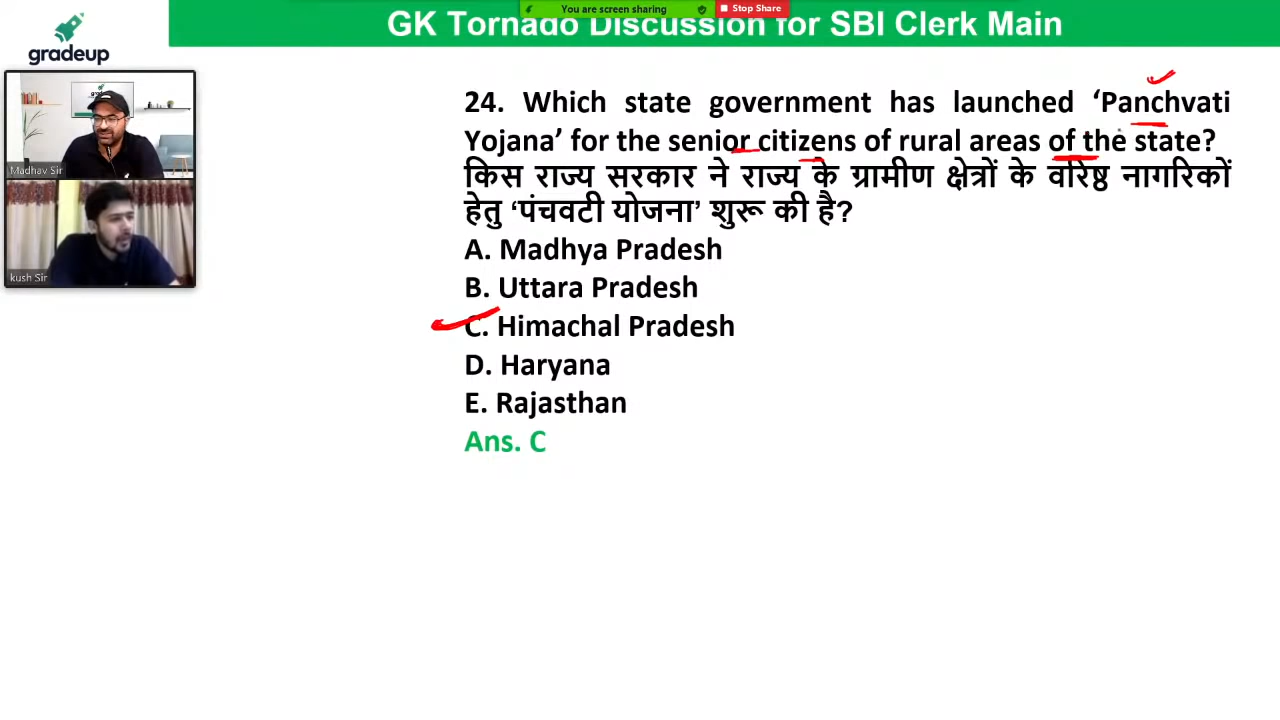 You are screen sharing
Stop Share
GK Tornado Discussion for SBI Clerk Main
gradeup
Madhav Sir
kush Sir
24. Which state government has launched ‘Panchvati
Yojana’ for the senior citizens of rural areas of the state?
किस राज्य सरकार ने राज्य के ग्रामीण क्षेत्रों के वरिष्ठ नागरिकों
हेतु ‘पंचवटी योजना’ शुरू की है?
A. Madhya Pradesh
B. Uttara Pradesh
C. Himachal Pradesh
D. Haryana
E. Rajasthan
Ans. C